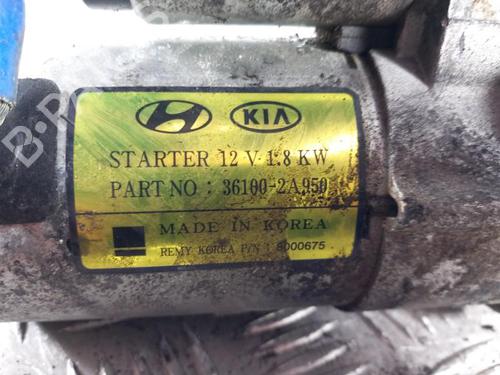 KIA
STARTER 12 V 1.8 KW
PART NO : 36100-2A950
MADE IN KOREA
REMY KOREA P/N : 8000675